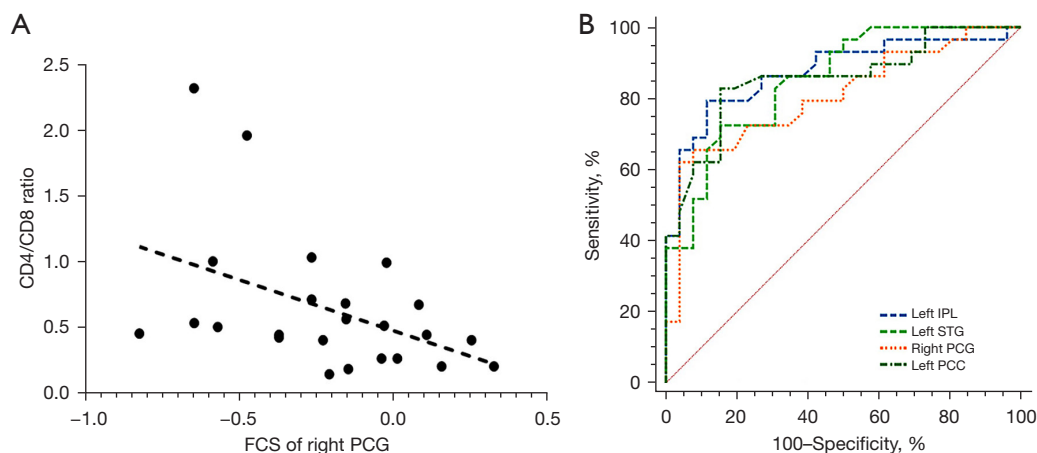 A
CD4/CD8 ratio
2.5
2.0
1.5
1.0
0.5
0.0
−1.0
−0.5
0.0
0.5
FCS of right PCG
B
Sensitivity, %
100
80
60
40
20
0
Left IPL
Left STG
Right PCG
Left PCC
0
20
40
60
80
100
100–Specificity, %